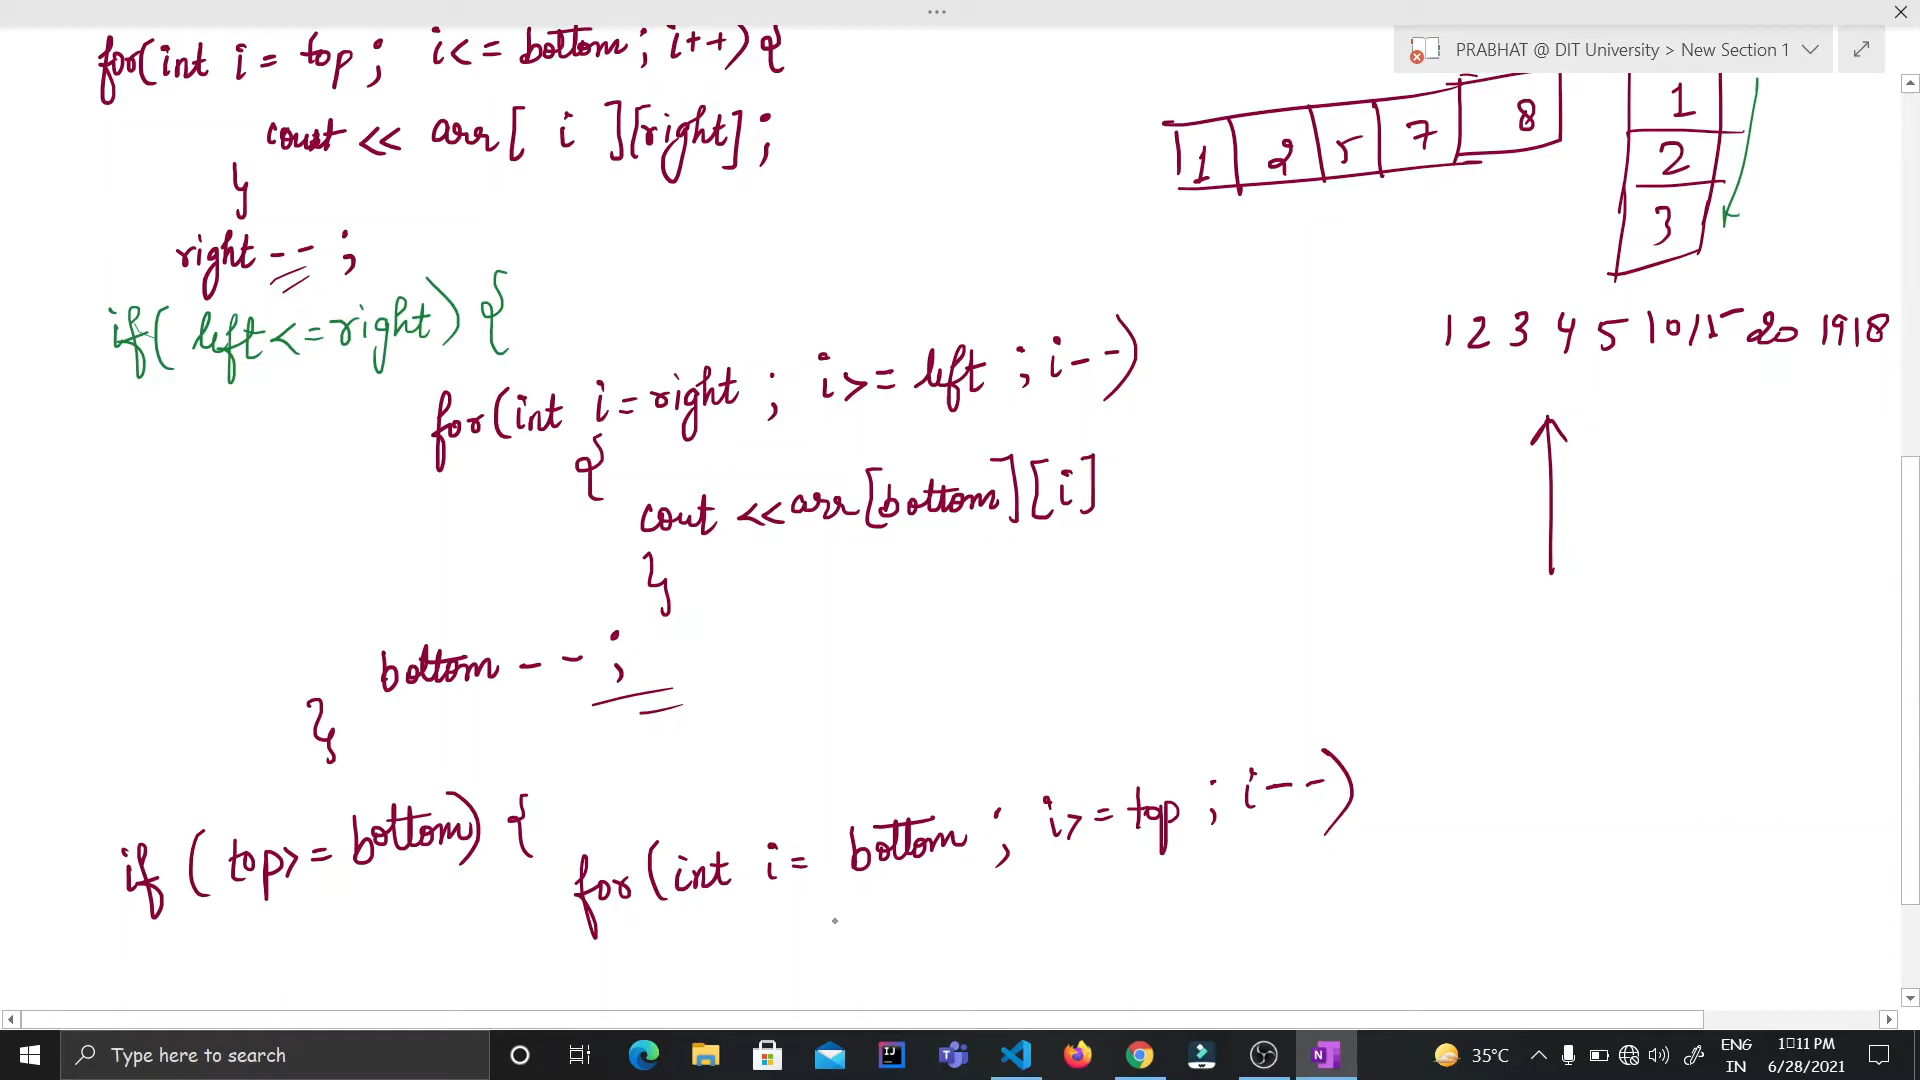 PRABHAT @ DIT University > New Section 1
for(int i = top ; i<= bottom ; i++) {
cout << arr[ i ][right] ;
}
right -- ;
if( left <= right ) {
for(int i = right ; i>= left ; i--)
{
cout << arr[bottom][i]
}
bottom -- ;
}
if ( top>= bottom) {
for(int i = bottom ; i>= top ; i--)
1 2 5 7 8
1
2
3
1 2 3 4 5 10 15 20 19 18
Type here to search
35°C
ENG
IN
1▯11 PM
6/28/2021